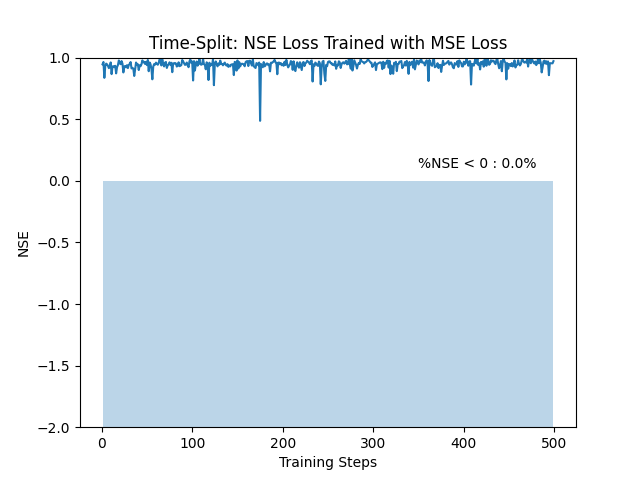 Time-Split: NSE Loss Trained with MSE Loss
1.0
0.5
%NSE < 0 : 0.0%
0.0
NSE
−0.5
−1.0
−1.5
−2.0
0 100 200 300 400 500
Training Steps